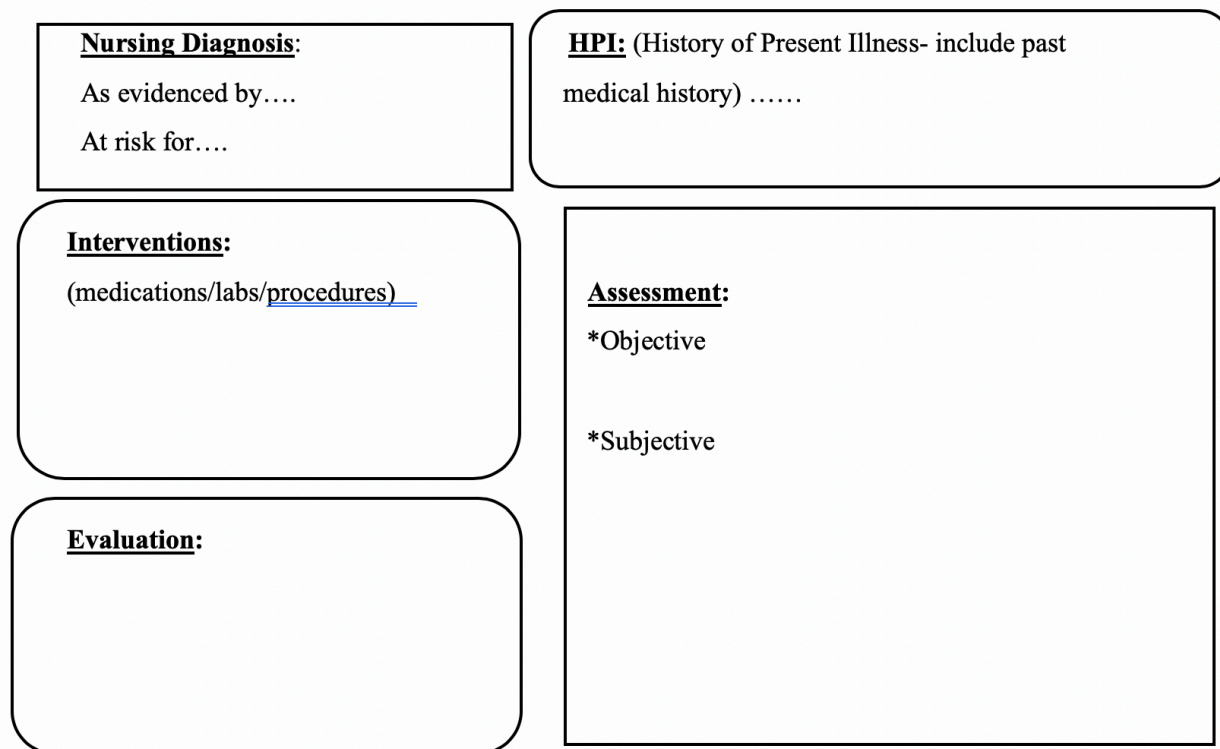 Nursing Diagnosis:
As evidenced by….
At risk for….
HPI: (History of Present Illness- include past
medical history) ……
Interventions:
(medications/labs/procedures)
Assessment:
*Objective
*Subjective
Evaluation: